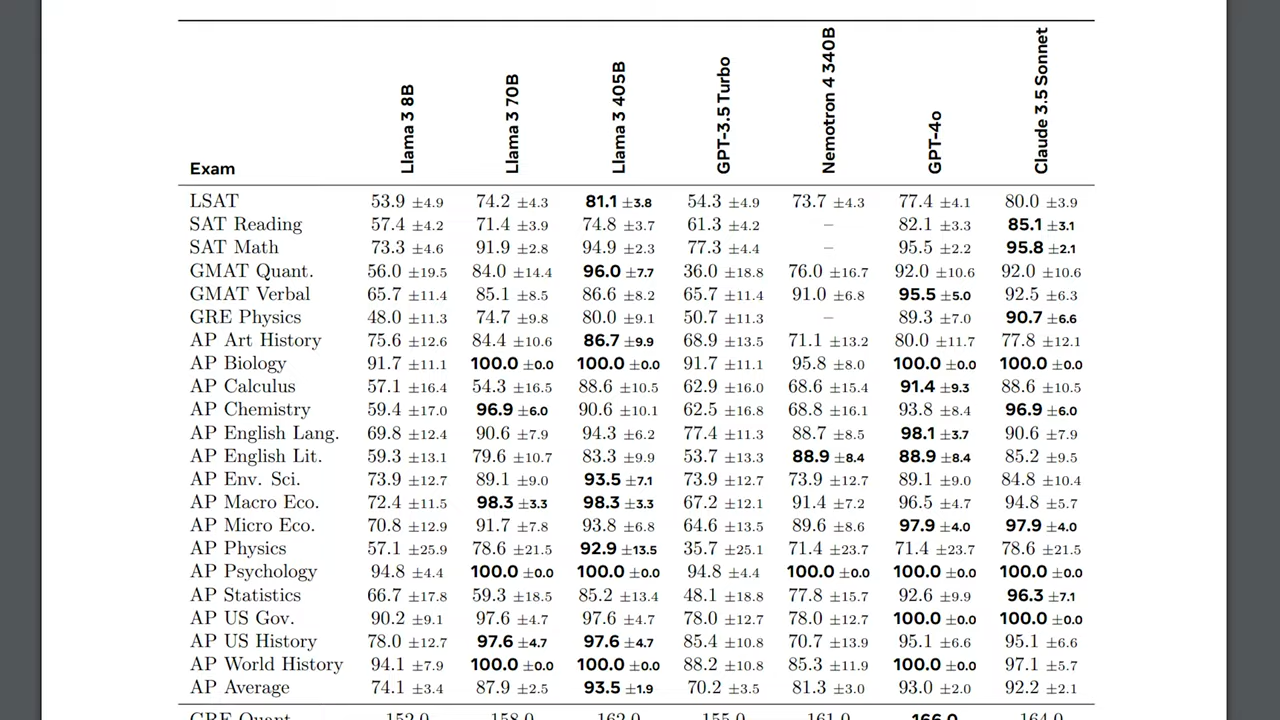 Exam Llama 3 8B Llama 3 70B Llama 3 405B GPT-3.5 Turbo Nemotron 4 340B GPT-4o Claude 3.5 Sonnet
LSAT 53.9 ±4.9 74.2 ±4.3 81.1 ±3.8 54.3 ±4.9 73.7 ±4.3 77.4 ±4.1 80.0 ±3.9
SAT Reading 57.4 ±4.2 71.4 ±3.9 74.8 ±3.7 61.3 ±4.2 – 82.1 ±3.3 85.1 ±3.1
SAT Math 73.3 ±4.6 91.9 ±2.8 94.9 ±2.3 77.3 ±4.4 – 95.5 ±2.2 95.8 ±2.1
GMAT Quant. 56.0 ±19.5 84.0 ±14.4 96.0 ±7.7 36.0 ±18.8 76.0 ±16.7 92.0 ±10.6 92.0 ±10.6
GMAT Verbal 65.7 ±11.4 85.1 ±8.5 86.6 ±8.2 65.7 ±11.4 91.0 ±6.8 95.5 ±5.0 92.5 ±6.3
GRE Physics 48.0 ±11.3 74.7 ±9.8 80.0 ±9.1 50.7 ±11.3 – 89.3 ±7.0 90.7 ±6.6
AP Art History 75.6 ±12.6 84.4 ±10.6 86.7 ±9.9 68.9 ±13.5 71.1 ±13.2 80.0 ±11.7 77.8 ±12.1
AP Biology 91.7 ±11.1 100.0 ±0.0 100.0 ±0.0 91.7 ±11.1 95.8 ±8.0 100.0 ±0.0 100.0 ±0.0
AP Calculus 57.1 ±16.4 54.3 ±16.5 88.6 ±10.5 62.9 ±16.0 68.6 ±15.4 91.4 ±9.3 88.6 ±10.5
AP Chemistry 59.4 ±17.0 96.9 ±6.0 90.6 ±10.1 62.5 ±16.8 68.8 ±16.1 93.8 ±8.4 96.9 ±6.0
AP English Lang. 69.8 ±12.4 90.6 ±7.9 94.3 ±6.2 77.4 ±11.3 88.7 ±8.5 98.1 ±3.7 90.6 ±7.9
AP English Lit. 59.3 ±13.1 79.6 ±10.7 83.3 ±9.9 53.7 ±13.3 88.9 ±8.4 88.9 ±8.4 85.2 ±9.5
AP Env. Sci. 73.9 ±12.7 89.1 ±9.0 93.5 ±7.1 73.9 ±12.7 73.9 ±12.7 89.1 ±9.0 84.8 ±10.4
AP Macro Eco. 72.4 ±11.5 98.3 ±3.3 98.3 ±3.3 67.2 ±12.1 91.4 ±7.2 96.5 ±4.7 94.8 ±5.7
AP Micro Eco. 70.8 ±12.9 91.7 ±7.8 93.8 ±6.8 64.6 ±13.5 89.6 ±8.6 97.9 ±4.0 97.9 ±4.0
AP Physics 57.1 ±25.9 78.6 ±21.5 92.9 ±13.5 35.7 ±25.1 71.4 ±23.7 71.4 ±23.7 78.6 ±21.5
AP Psychology 94.8 ±4.4 100.0 ±0.0 100.0 ±0.0 94.8 ±4.4 100.0 ±0.0 100.0 ±0.0 100.0 ±0.0
AP Statistics 66.7 ±17.8 59.3 ±18.5 85.2 ±13.4 48.1 ±18.8 77.8 ±15.7 92.6 ±9.9 96.3 ±7.1
AP US Gov. 90.2 ±9.1 97.6 ±4.7 97.6 ±4.7 78.0 ±12.7 78.0 ±12.7 100.0 ±0.0 100.0 ±0.0
AP US History 78.0 ±12.7 97.6 ±4.7 97.6 ±4.7 85.4 ±10.8 70.7 ±13.9 95.1 ±6.6 95.1 ±6.6
AP World History 94.1 ±7.9 100.0 ±0.0 100.0 ±0.0 88.2 ±10.8 85.3 ±11.9 100.0 ±0.0 97.1 ±5.7
AP Average 74.1 ±3.4 87.9 ±2.5 93.5 ±1.9 70.2 ±3.5 81.3 ±3.0 93.0 ±2.0 92.2 ±2.1
GRE Quant 152.0 158.0 162.0 155.0 161.0 166.0 164.0